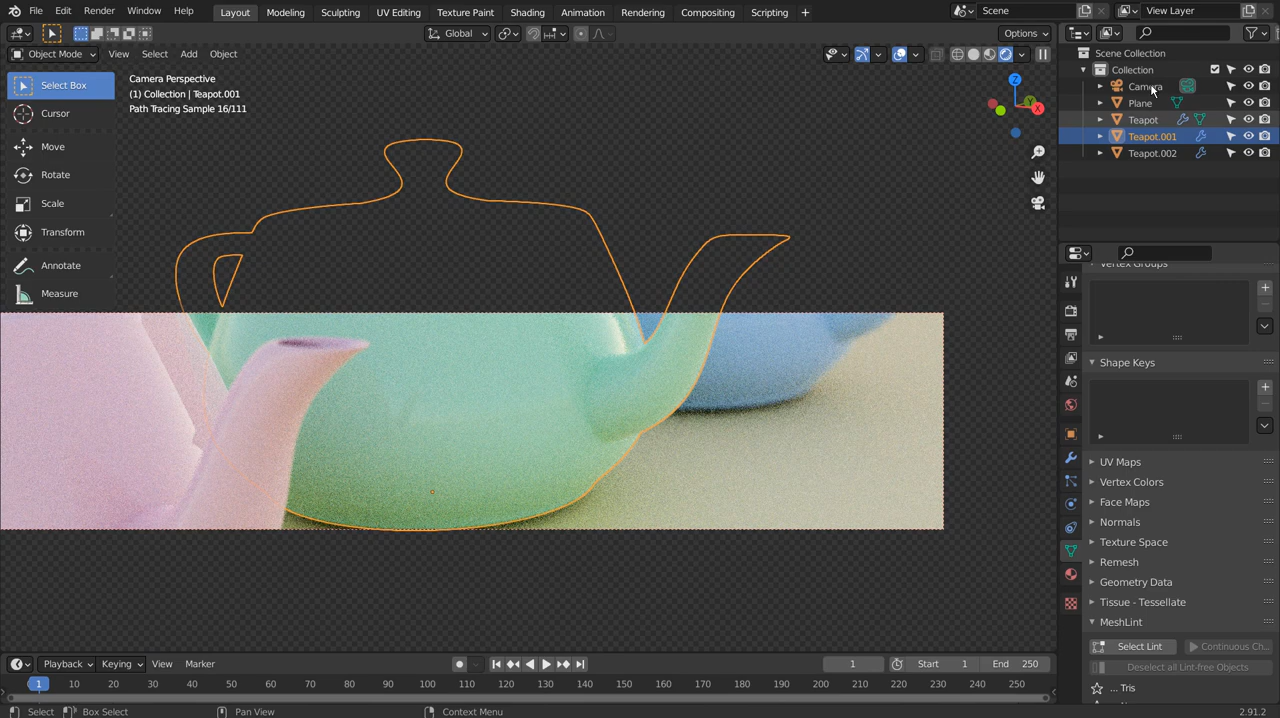 File Edit Render Window Help Layout Modeling Sculpting UV Editing Texture Paint Shading Animation Rendering Compositing Scripting + Scene View Layer
Global Options
Object Mode View Select Add Object
Scene Collection
Collection
Camera
Plane
Teapot
Teapot.001
Teapot.002
Select Box
Cursor
Move
Rotate
Scale
Transform
Annotate
Measure
Camera Perspective
(1) Collection | Teapot.001
Path Tracing Sample 16/111
Z
Y
X
Vertex Groups
Shape Keys
UV Maps
Vertex Colors
Face Maps
Normals
Texture Space
Remesh
Geometry Data
Tissue - Tessellate
MeshLint
Select Lint Continuous Ch...
Deselect all Lint-free Objects
... Tris
Playback Keying View Marker 1 Start 1 End 250
1 10 20 30 40 50 60 70 80 90 100 110 120 130 140 150 160 170 180 190 200 210 220 230 240 250
Select Box Select Pan View Context Menu 2.91.2